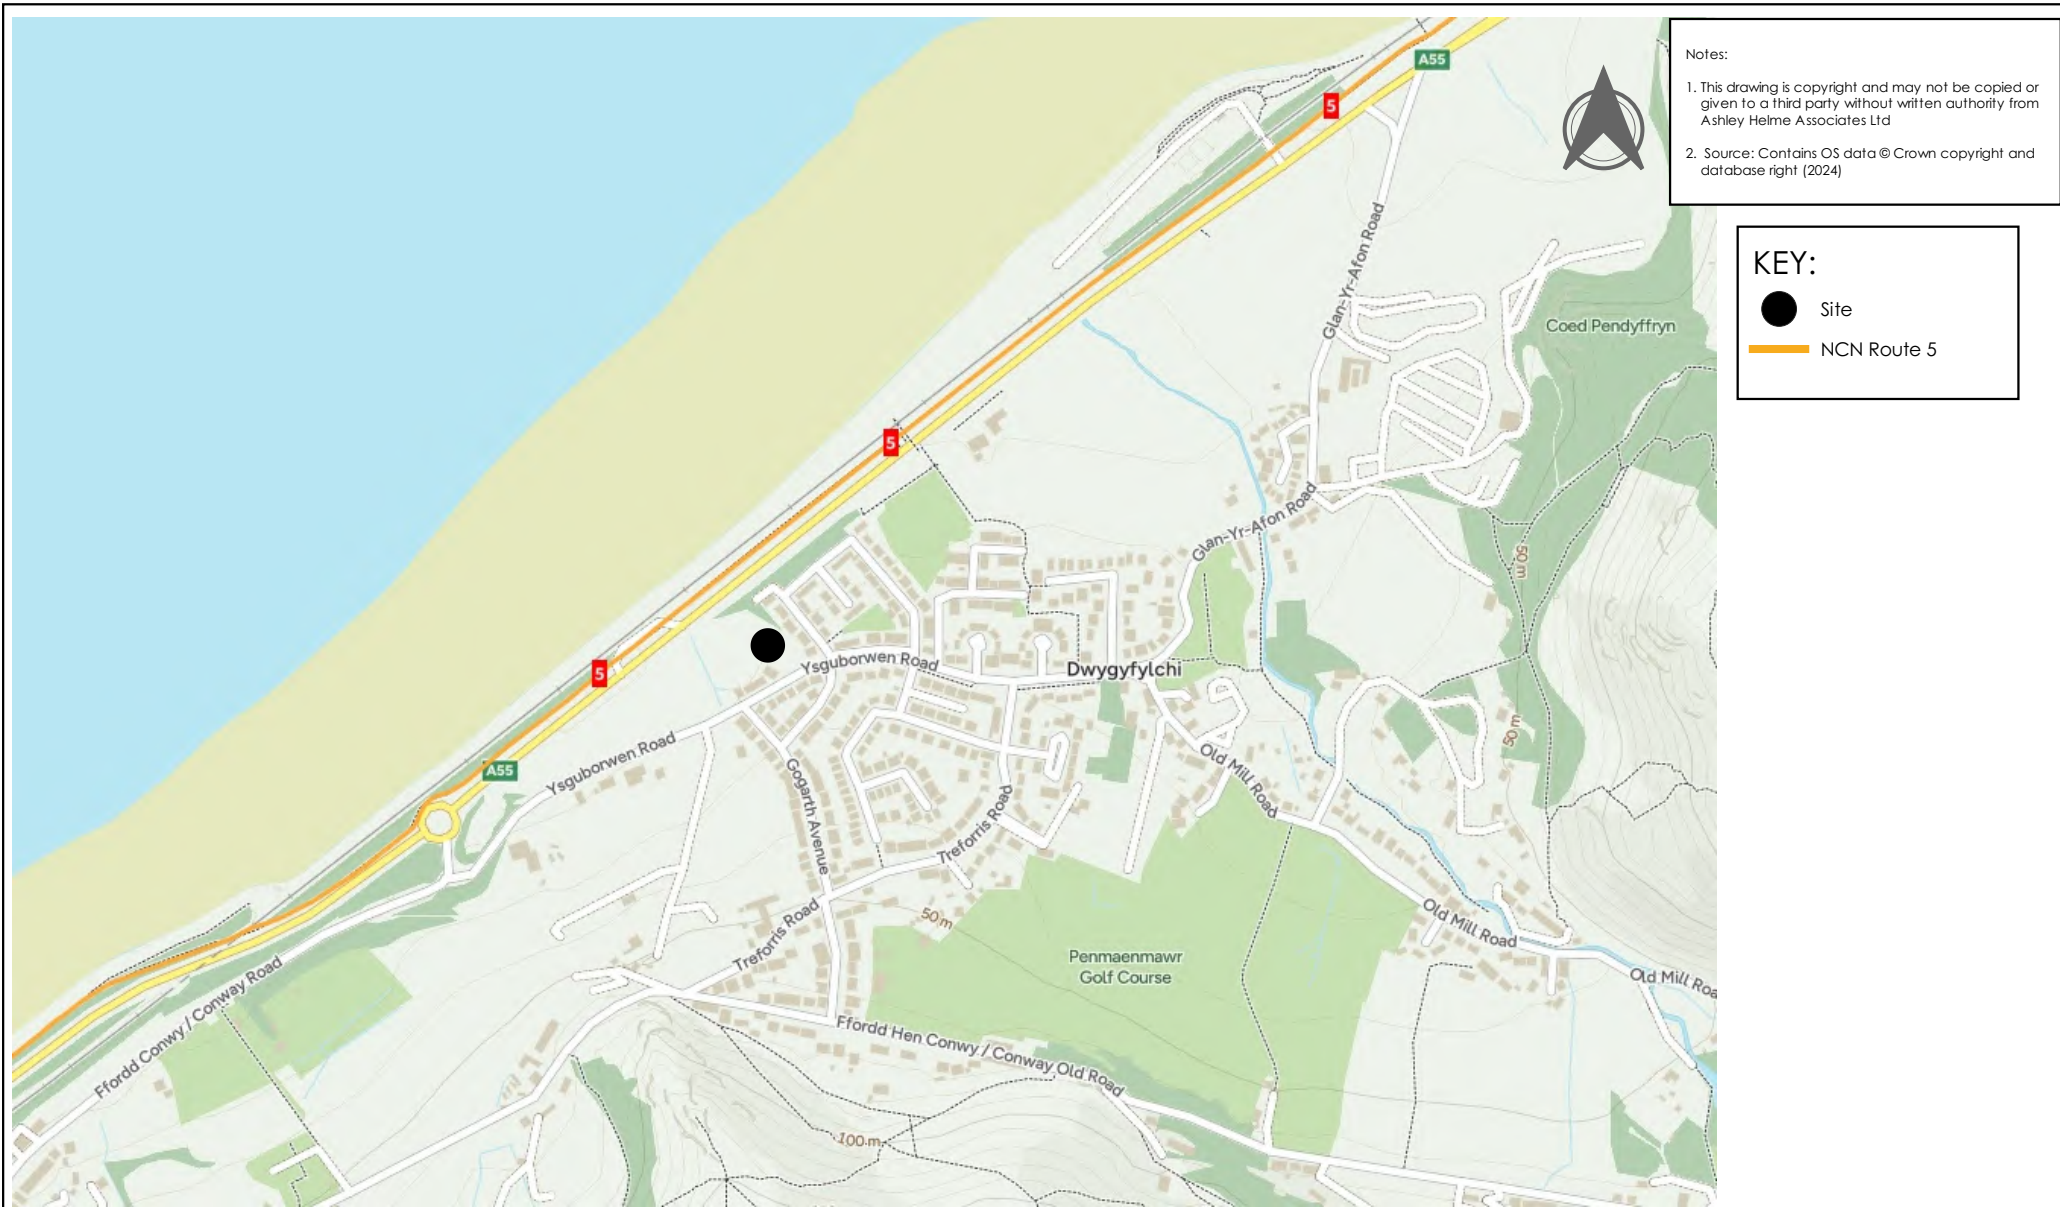 Notes:
1. This drawing is copyright and may not be copied or
given to a third party without written authority from
Ashley Helme Associates Ltd
2. Source: Contains OS data © Crown copyright and
database right (2024)
KEY:
Site
NCN Route 5
A55
5
Glan-Yr-Afon Road
Coed Pendyffryn
5
Glan-Yr-Afon Road
50 m
5
Ysguborwen Road
Dwygyfylchi
50 m
A55
Ysguborwen Road
Gogarth Avenue
Old Mill Road
Treforris Road
Treforris Road
50 m
Old Mill Road
Penmaenmawr
Golf Course
Old Mill Roa
Ffordd Conwy / Conway Road
Ffordd Hen Conwy / Conway Old Road
100 m